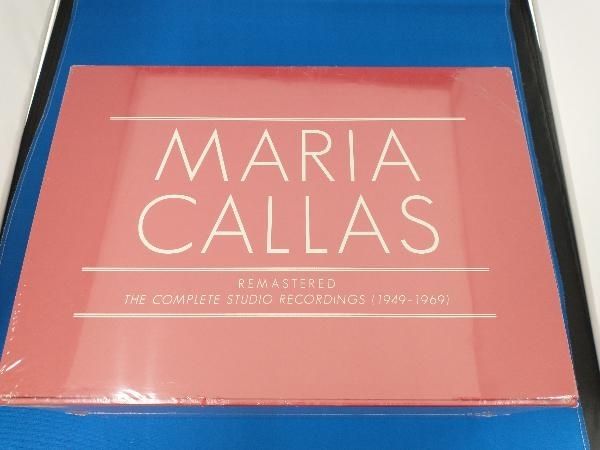 MARIA
CALLAS
REMASTERED
THE COMPLETE STUDIO RECORDINGS (1949-1969)